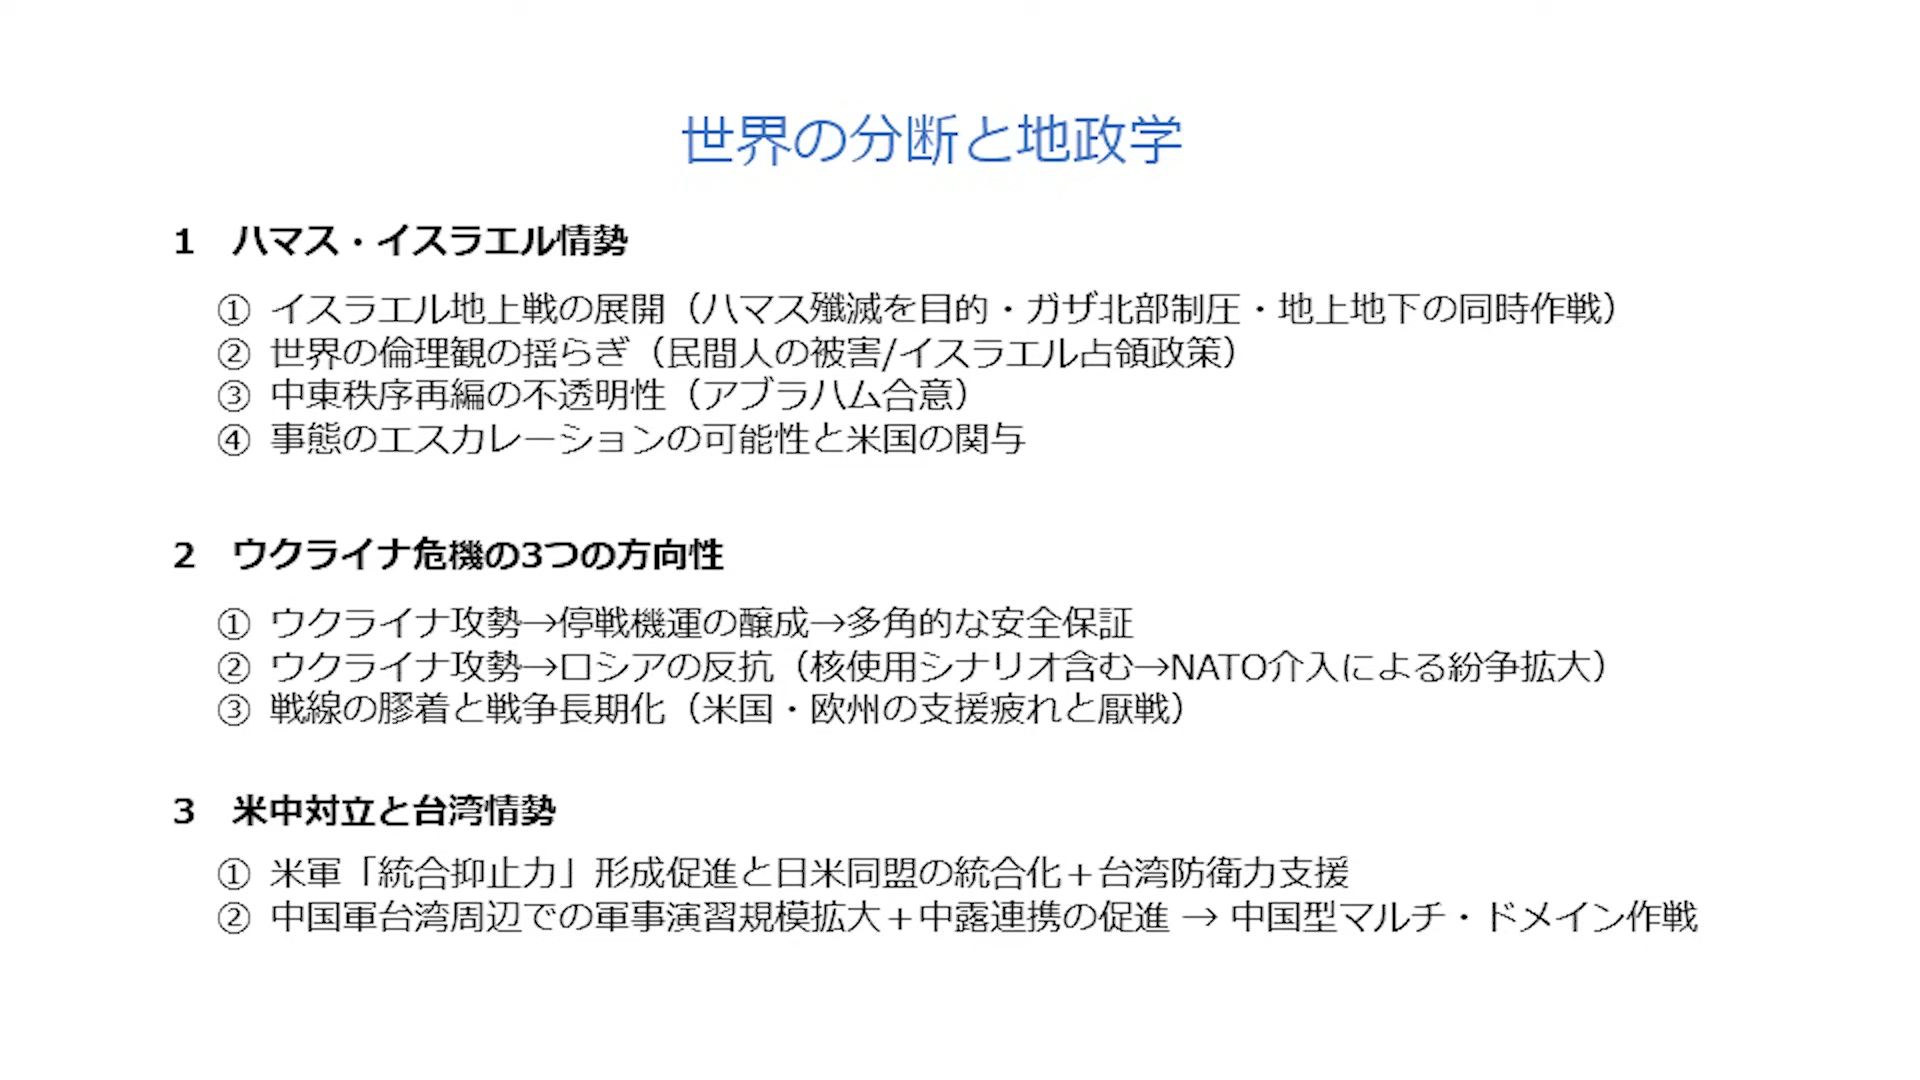 世界の分断と地政学
1 ハマス・イスラエル情勢
① イスラエル地上戦の展開（ハマス殲滅を目的・ガザ北部制圧・地上地下の同時作戦）
② 世界の倫理観の揺らぎ（民間人の被害/イスラエル占領政策）
③ 中東秩序再編の不透明性（アブラハム合意）
④ 事態のエスカレーションの可能性と米国の関与
2 ウクライナ危機の3つの方向性
① ウクライナ攻勢→停戦機運の醸成→多角的な安全保証
② ウクライナ攻勢→ロシアの反抗（核使用シナリオ含む→NATO介入による紛争拡大）
③ 戦線の膠着と戦争長期化（米国・欧州の支援疲れと厭戦）
3 米中対立と台湾情勢
① 米軍「統合抑止力」形成促進と日米同盟の統合化＋台湾防衛力支援
② 中国軍台湾周辺での軍事演習規模拡大＋中露連携の促進 → 中国型マルチ・ドメイン作戦